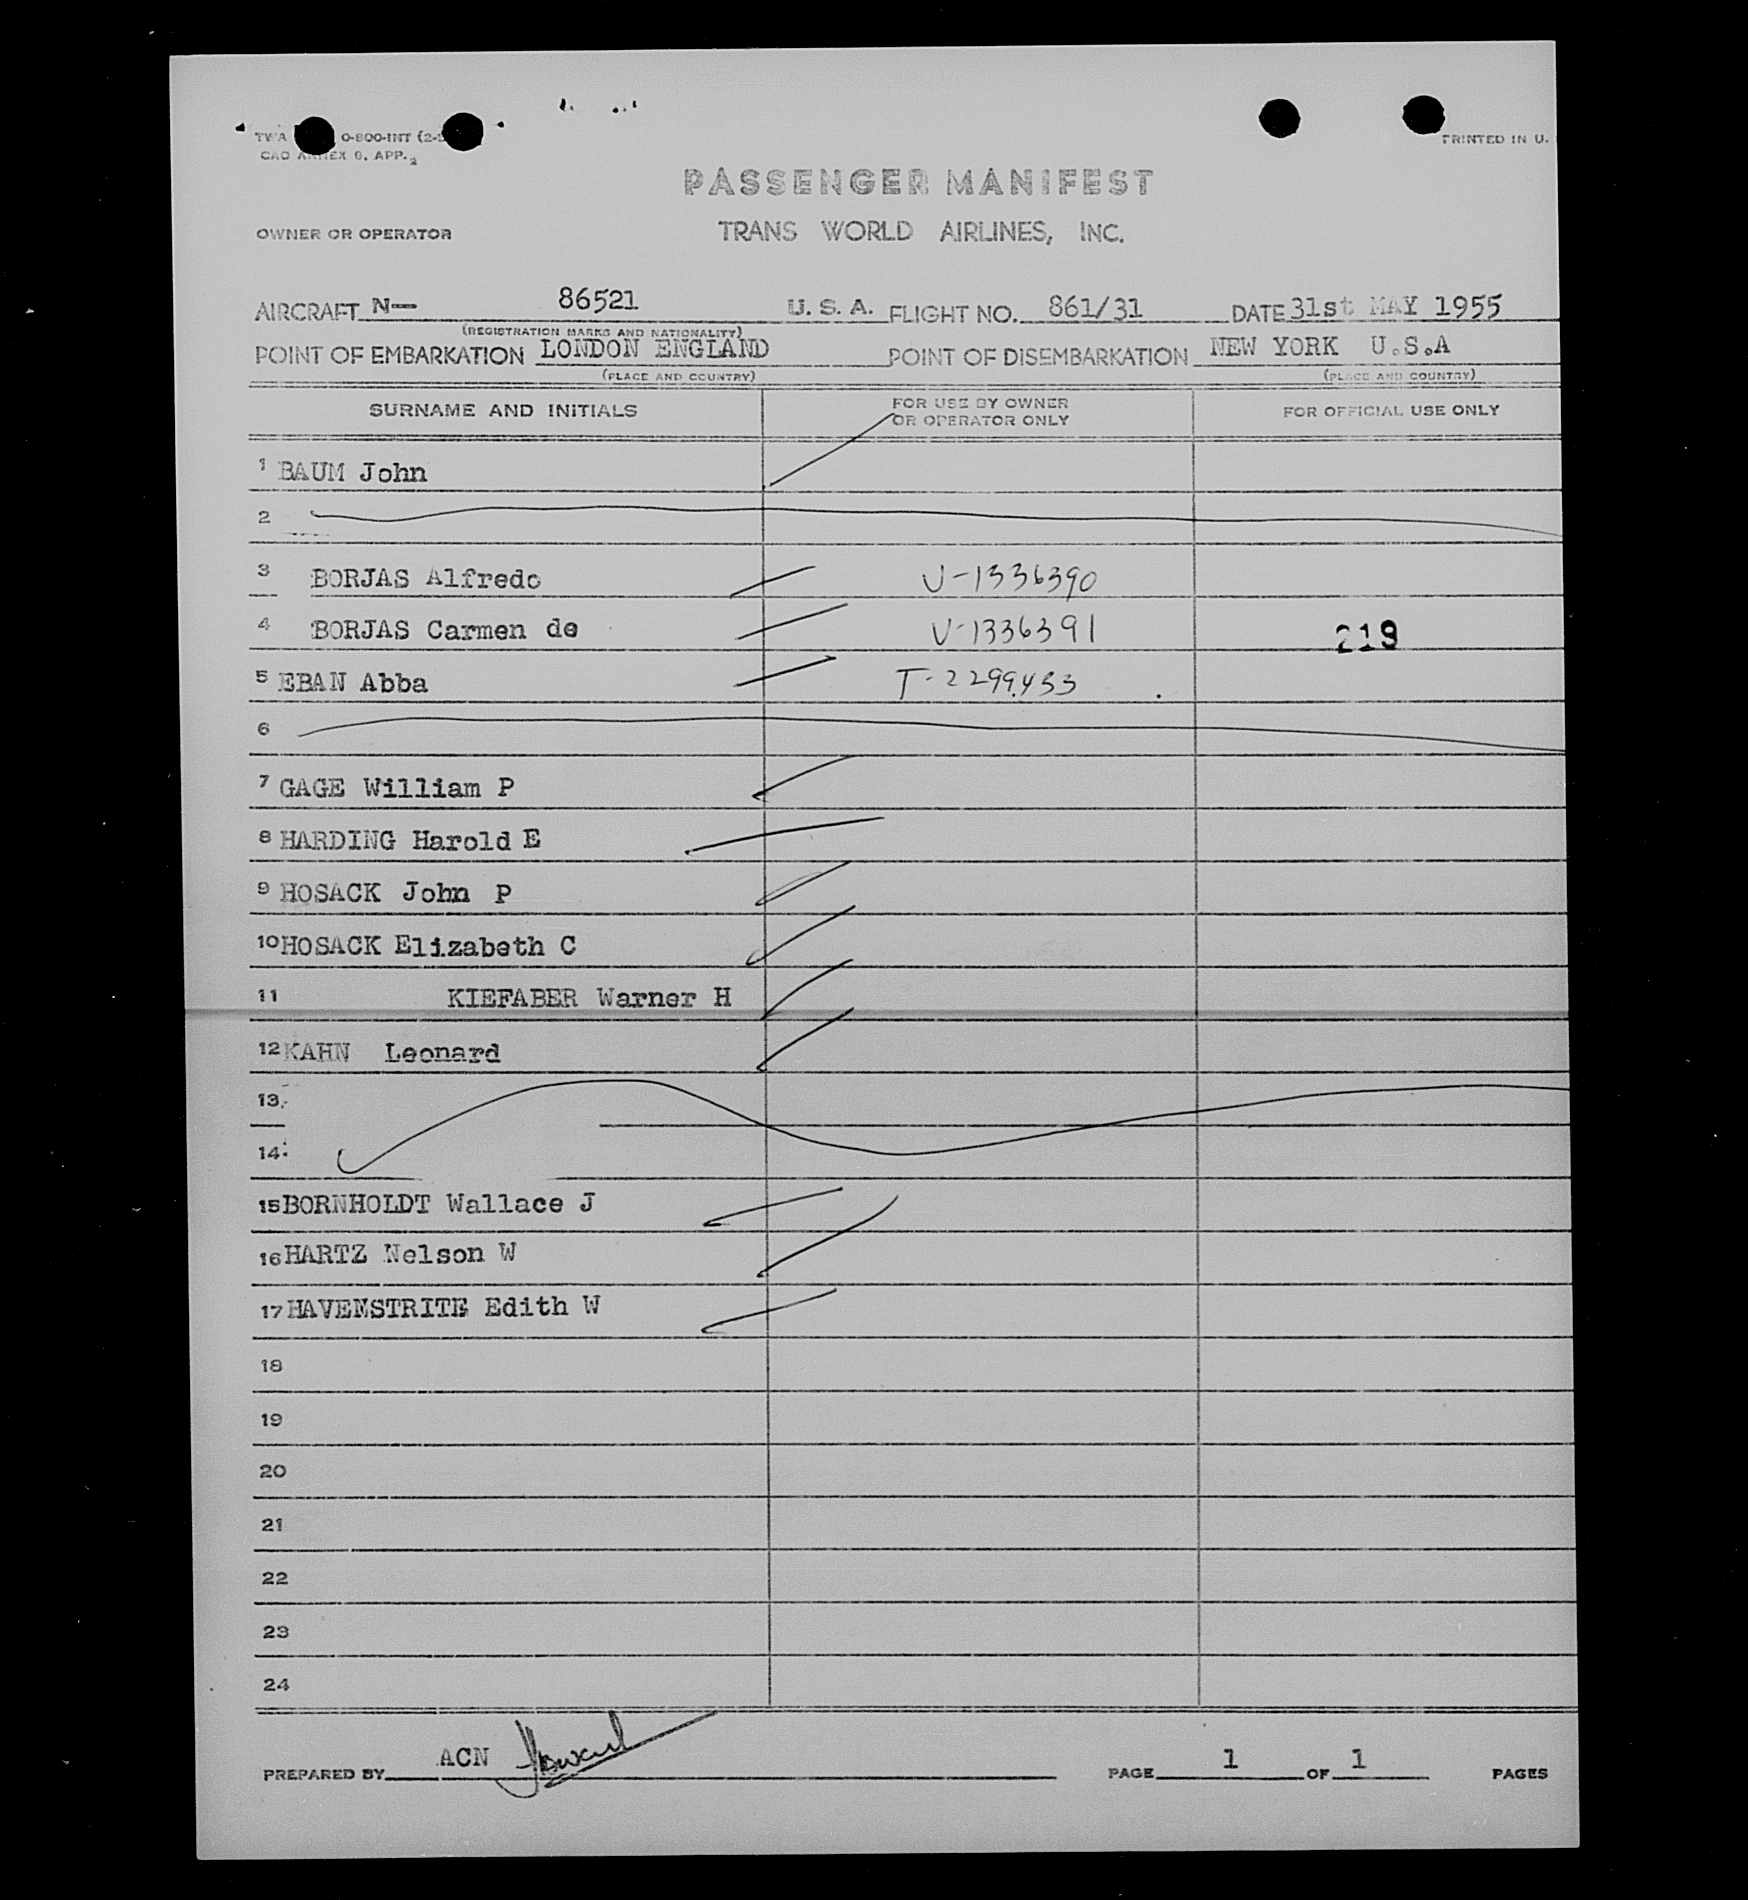 TWA 0-800-INT (2-
CAO ANNEX 9, APP. 2
PRINTED IN U.
PASSENGER MANIFEST
OWNER OR OPERATOR TRANS WORLD AIRLINES, INC.
AIRCRAFT N— 86521 U. S. A. FLIGHT NO. 861/31 DATE 31st MAY 1955
(REGISTRATION MARKS AND NATIONALITY)
POINT OF EMBARKATION LONDON ENGLAND POINT OF DISEMBARKATION NEW YORK U.S.A
(PLACE AND COUNTRY) (PLACE AND COUNTRY)
SURNAME AND INITIALS FOR USE BY OWNER OR OPERATOR ONLY FOR OFFICIAL USE ONLY
1 BAUM John
2
3 BORJAS Alfredo V-1336390
4 BORJAS Carmen de V-1336391 219
5 EBAN Abba T-2299433
6
7 GAGE William P
8 HARDING Harold E
9 HOSACK John P
10 HOSACK Elizabeth C
11 KIEFABER Warner H
12 KAHN Leonard
13
14
15 BORNHOLDT Wallace J
16 HARTZ Nelson W
17 HAVENSTRITE Edith W
18
19
20
21
22
23
24
PREPARED BY ACN PAGE 1 OF 1 PAGES